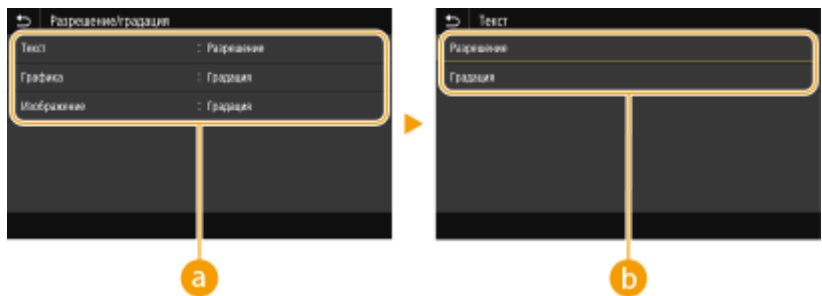 Разрешение/градация
Текст : Разрешение
Графика : Градация
Изображение : Градация
a
Текст
Разрешение
Градация
b